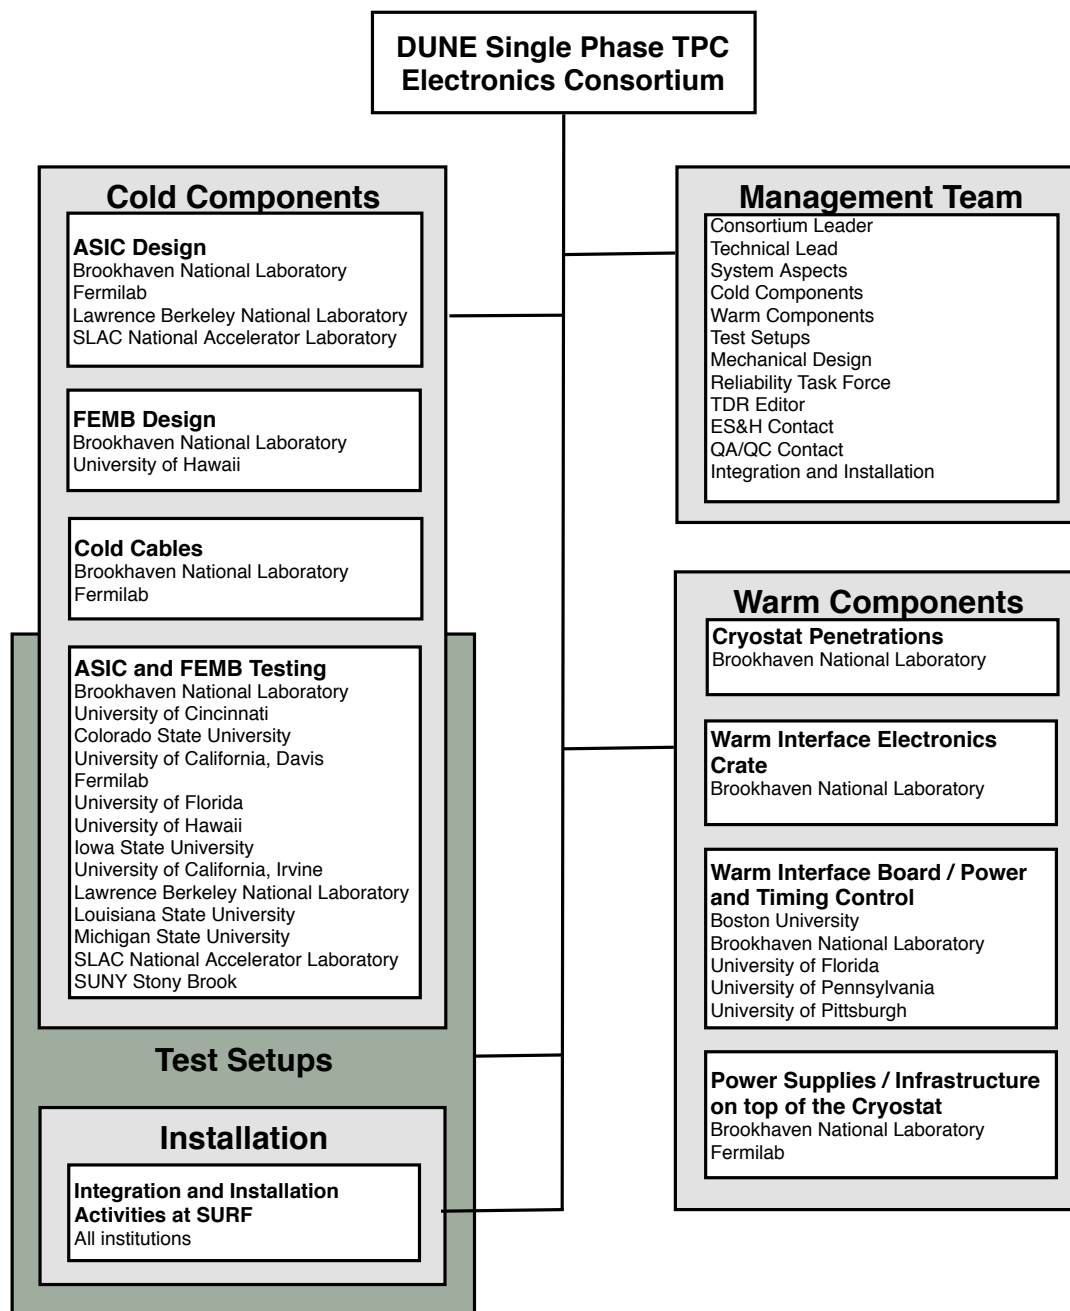 DUNE Single Phase TPC
Electronics Consortium
Cold Components
ASIC Design
Brookhaven National Laboratory
Fermilab
Lawrence Berkeley National Laboratory
SLAC National Accelerator Laboratory
FEMB Design
Brookhaven National Laboratory
University of Hawaii
Cold Cables
Brookhaven National Laboratory
Fermilab
ASIC and FEMB Testing
Brookhaven National Laboratory
University of Cincinnati
Colorado State University
University of California, Davis
Fermilab
University of Florida
University of Hawaii
Iowa State University
University of California, Irvine
Lawrence Berkeley National Laboratory
Louisiana State University
Michigan State University
SLAC National Accelerator Laboratory
SUNY Stony Brook
Test Setups
Installation
Integration and Installation
Activities at SURF
All institutions
Management Team
Consortium Leader
Technical Lead
System Aspects
Cold Components
Warm Components
Test Setups
Mechanical Design
Reliability Task Force
TDR Editor
ES&H Contact
QA/QC Contact
Integration and Installation
Warm Components
Cryostat Penetrations
Brookhaven National Laboratory
Warm Interface Electronics
Crate
Brookhaven National Laboratory
Warm Interface Board / Power
and Timing Control
Boston University
Brookhaven National Laboratory
University of Florida
University of Pennsylvania
University of Pittsburgh
Power Supplies / Infrastructure
on top of the Cryostat
Brookhaven National Laboratory
Fermilab